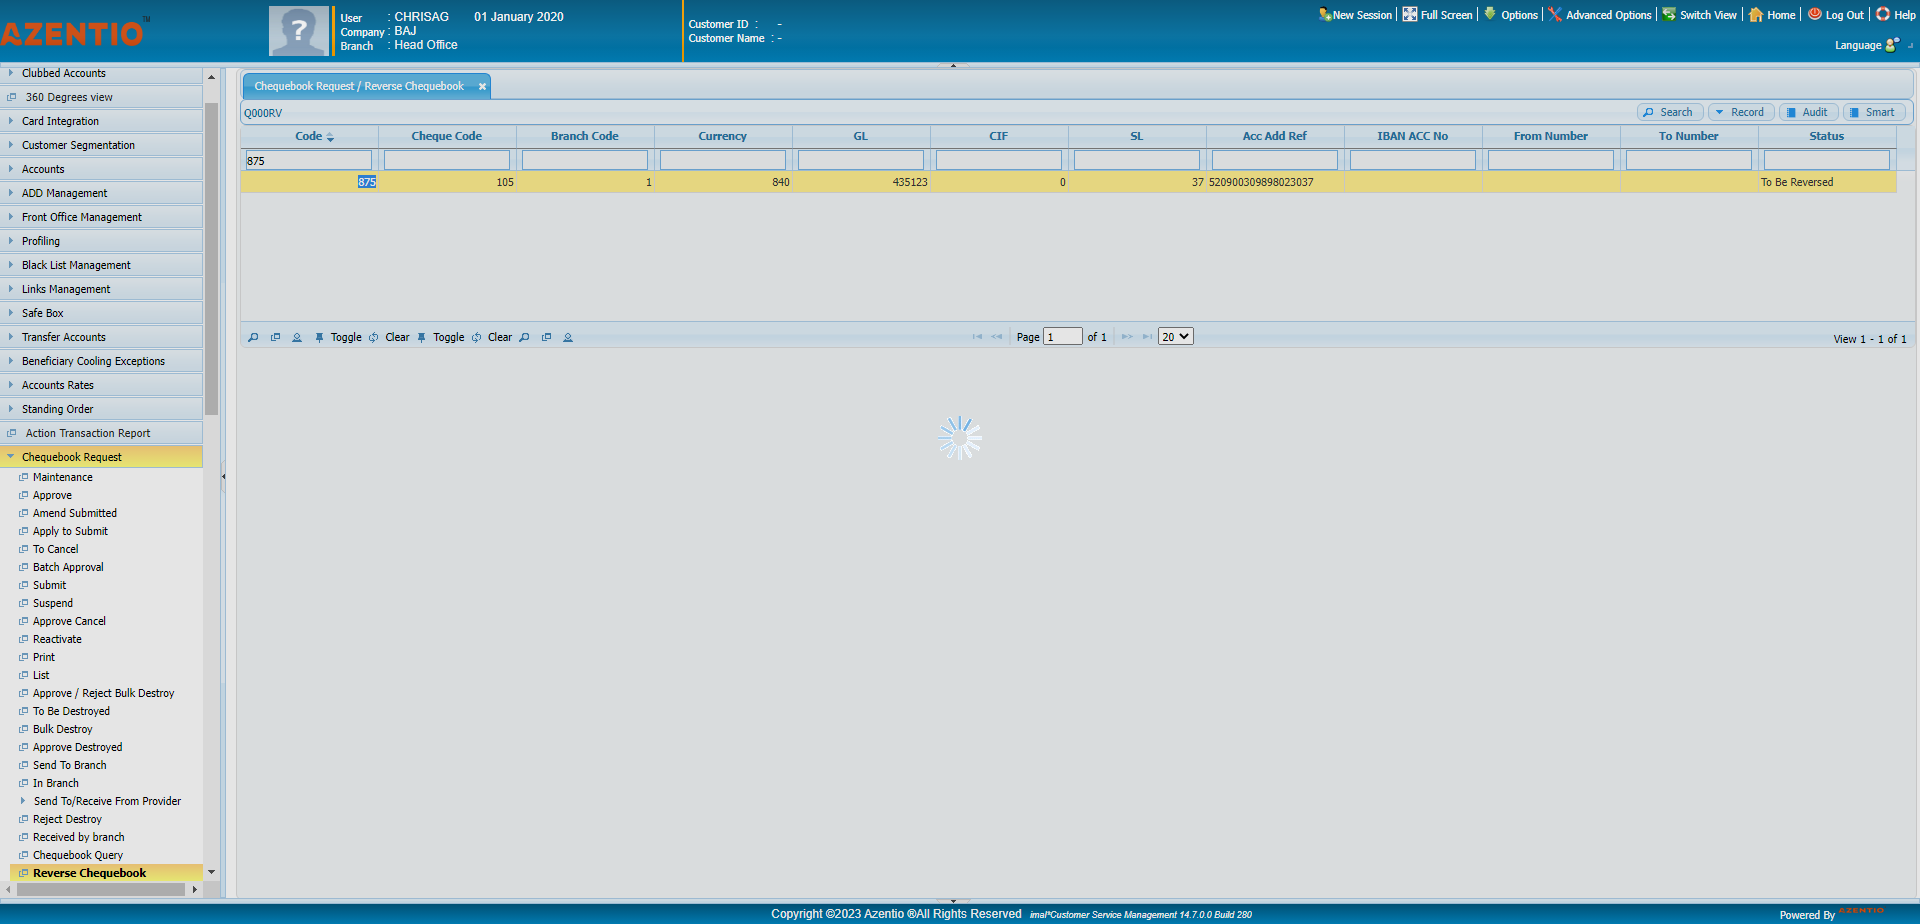 AZENTIO™
User : CHRISAG 01 January 2020
Company : BAJ
Branch : Head Office
Customer ID : -
Customer Name : -
New Session Full Screen Options Advanced Options Switch View Home Log Out Help
Language
Clubbed Accounts
360 Degrees view
Card Integration
Customer Segmentation
Accounts
ADD Management
Front Office Management
Profiling
Black List Management
Links Management
Safe Box
Transfer Accounts
Beneficiary Cooling Exceptions
Accounts Rates
Standing Order
Action Transaction Report
Chequebook Request
Maintenance
Approve
Amend Submitted
Apply to Submit
To Cancel
Batch Approval
Submit
Suspend
Approve Cancel
Reactivate
Print
List
Approve / Reject Bulk Destroy
To Be Destroyed
Bulk Destroy
Approve Destroyed
Send To Branch
In Branch
Send To/Receive From Provider
Reject Destroy
Received by branch
Chequebook Query
Reverse Chequebook
Chequebook Request / Reverse Chequebook
Q000RV
Search Record Audit Smart
Code Cheque Code Branch Code Currency GL CIF SL Acc Add Ref IBAN ACC No From Number To Number Status
875
875 105 1 840 435123 0 37 520900309898023037 To Be Reversed
Toggle Clear Toggle Clear Page 1 of 1 20 View 1 - 1 of 1
Copyright ©2023 Azentio ®All Rights Reserved imal*Customer Service Management 14.7.0.0 Build 280
Powered By AZENTIO